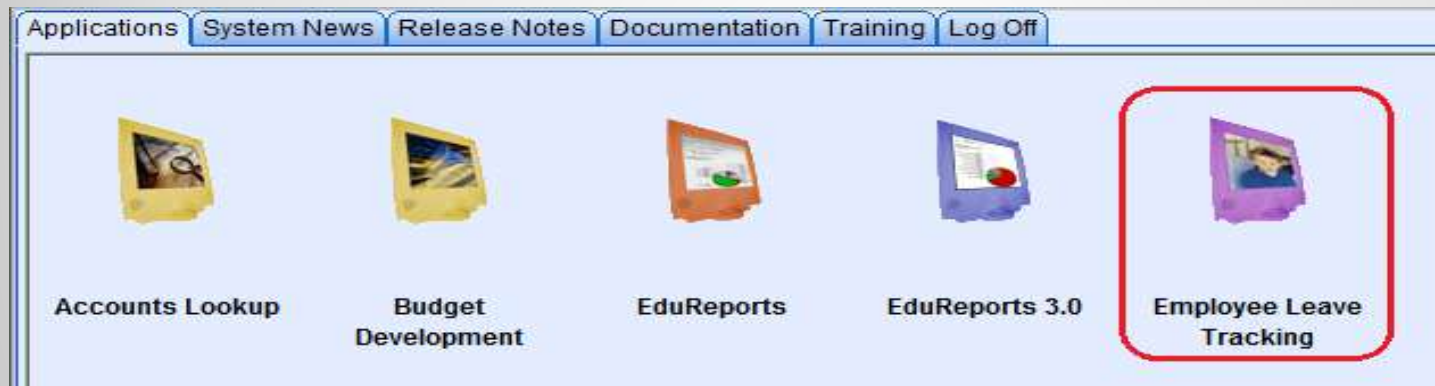 Applications System News Release Notes Documentation Training Log Off
Accounts Lookup Budget Development EduReports EduReports 3.0 Employee Leave Tracking